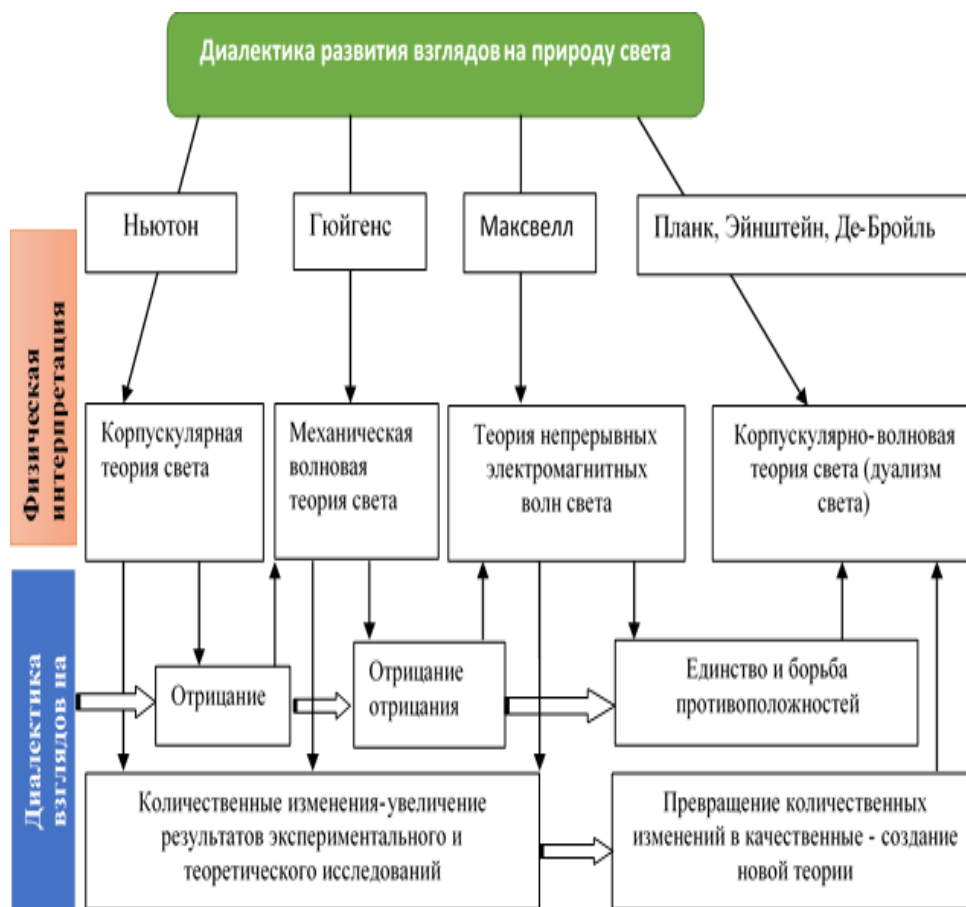 Диалектика развития взглядов на природу света
Ньютон
Гюйгенс
Максвелл
Планк, Эйнштейн, Де-Бройль
Физическая
интерпретация
Корпускулярная
теория света
Механическая
волновая
теория света
Теория непрерывных
электромагнитных
волн света
Корпускулярно-волновая
теория света (дуализм
света)
Диалектика
взглядов на
Отрицание
Отрицание
отрицания
Единство и борьба
противоположностей
Количественные изменения-увеличение
результатов экспериментального и
теоретического исследований
Превращение количественных
изменений в качественные - создание
новой теории